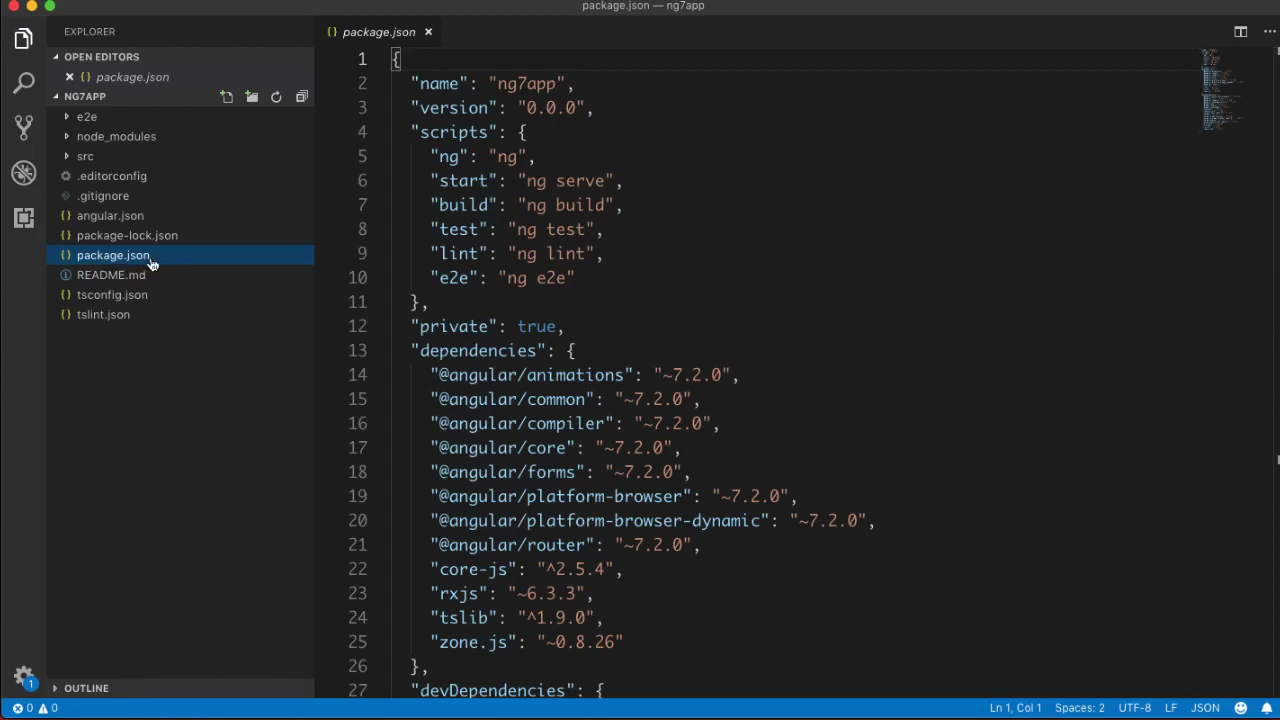 package.json — ng7app
EXPLORER
OPEN EDITORS
{} package.json
NG7APP
e2e
node_modules
src
.editorconfig
.gitignore
{} angular.json
{} package-lock.json
{} package.json
README.md
{} tsconfig.json
{} tslint.json
OUTLINE
1
{} package.json
1 {
2 "name": "ng7app",
3 "version": "0.0.0",
4 "scripts": {
5 "ng": "ng",
6 "start": "ng serve",
7 "build": "ng build",
8 "test": "ng test",
9 "lint": "ng lint",
10 "e2e": "ng e2e"
11 },
12 "private": true,
13 "dependencies": {
14 "@angular/animations": "~7.2.0",
15 "@angular/common": "~7.2.0",
16 "@angular/compiler": "~7.2.0",
17 "@angular/core": "~7.2.0",
18 "@angular/forms": "~7.2.0",
19 "@angular/platform-browser": "~7.2.0",
20 "@angular/platform-browser-dynamic": "~7.2.0",
21 "@angular/router": "~7.2.0",
22 "core-js": "^2.5.4",
23 "rxjs": "~6.3.3",
24 "tslib": "^1.9.0",
25 "zone.js": "~0.8.26"
26 },
27 "devDependencies": {
0 0 Ln 1, Col 1 Spaces: 2 UTF-8 LF JSON